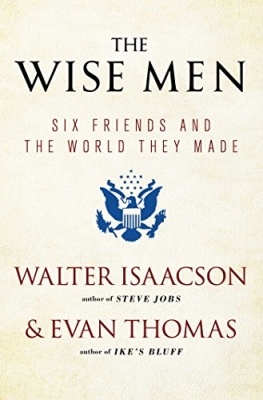 THE
WISE MEN
SIX FRIENDS AND
THE WORLD THEY MADE
WALTER ISAACSON
author of STEVE JOBS
& EVAN THOMAS
author of IKE'S BLUFF